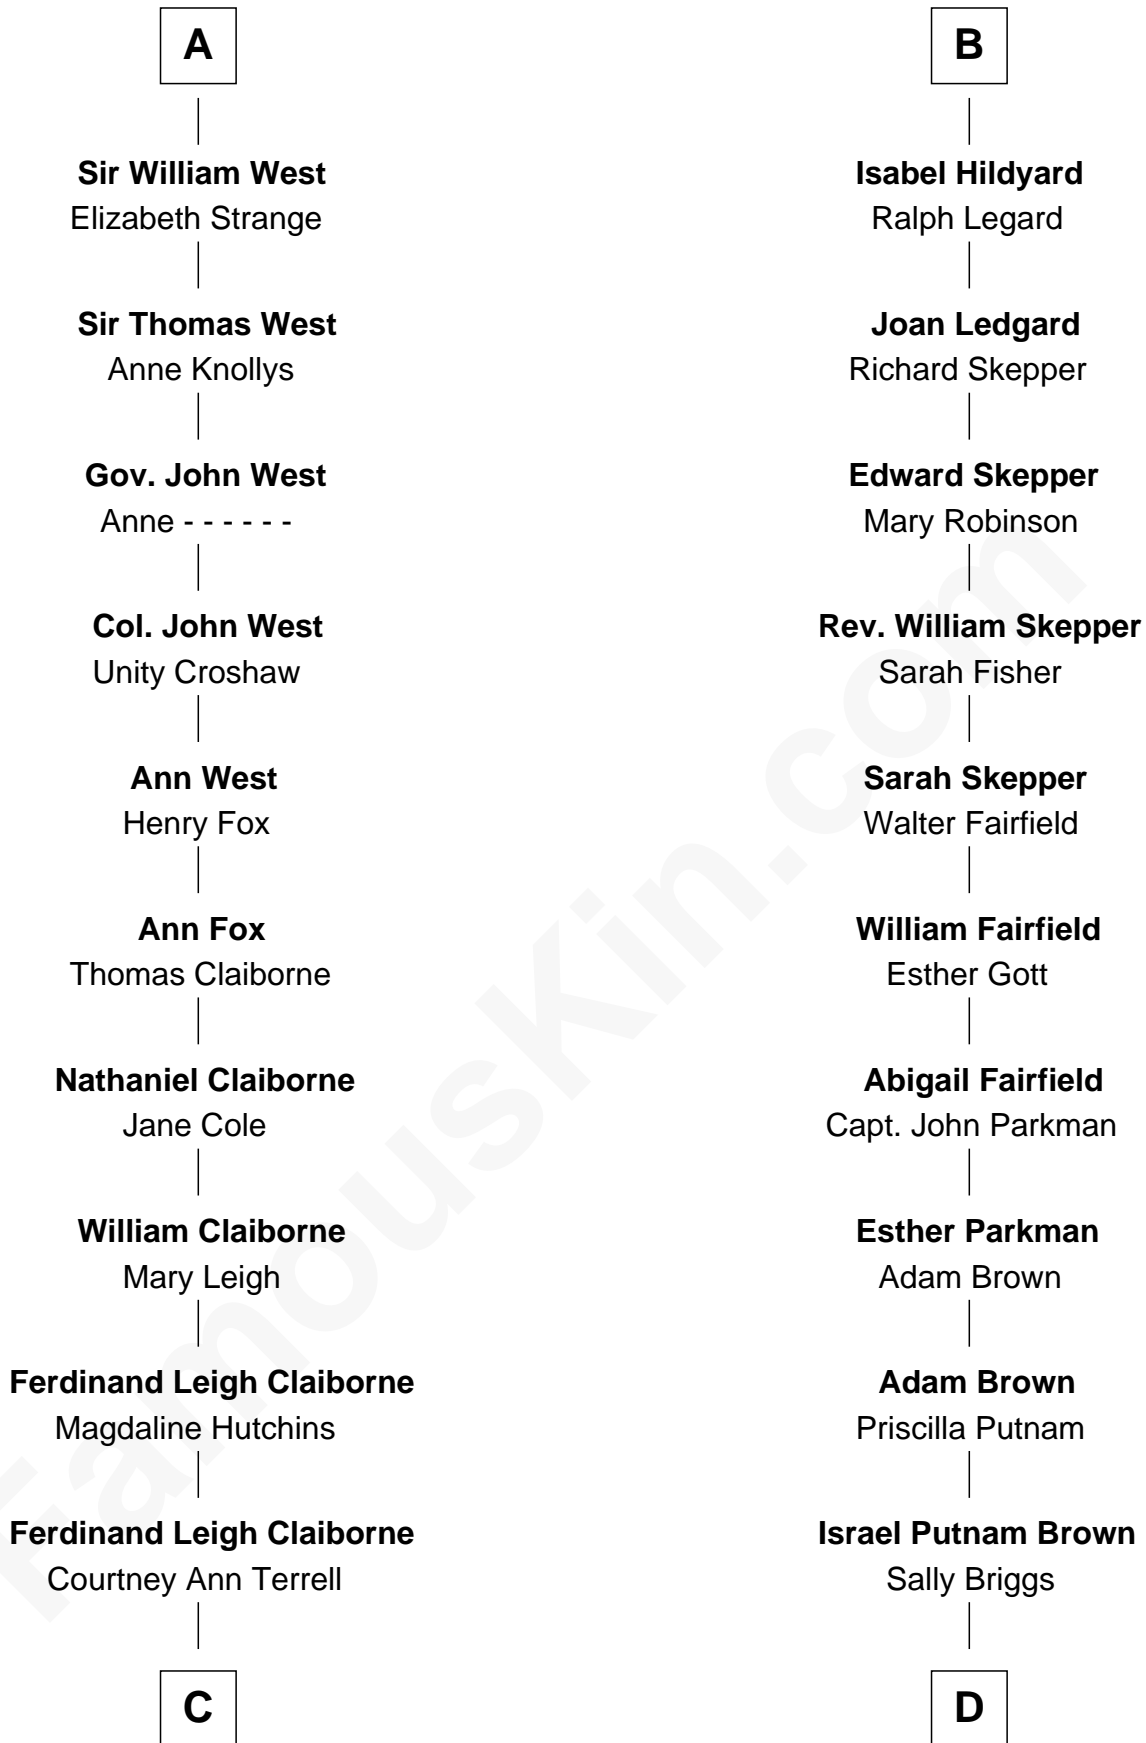 A
Sir William West
Elizabeth Strange
Sir Thomas West
Anne Knollys
Gov. John West
Anne - - - - - -
Col. John West
Unity Croshaw
Ann West
Henry Fox
Ann Fox
Thomas Claiborne
Nathaniel Claiborne
Jane Cole
William Claiborne
Mary Leigh
Ferdinand Leigh Claiborne
Magdaline Hutchins
Ferdinand Leigh Claiborne
Courtney Ann Terrell
C
B
Isabel Hildyard
Ralph Legard
Joan Ledgard
Richard Skepper
Edward Skepper
Mary Robinson
Rev. William Skepper
Sarah Fisher
Sarah Skepper
Walter Fairfield
William Fairfield
Esther Gott
Abigail Fairfield
Capt. John Parkman
Esther Parkman
Adam Brown
Adam Brown
Priscilla Putnam
Israel Putnam Brown
Sally Briggs
D
FamousKin.com